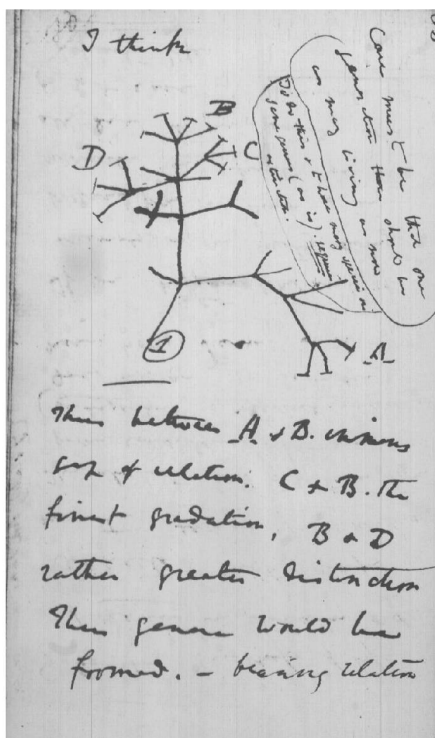 I think
Case must be that one
generation then should be
as many living as now
To do this & to have many species in
same genus (as is). requires
extinction.
B
C
D
A
1
Thus between A & B. immens
gap of relation. C & B. the
finest gradation, B & D
rather greater distinction
Thus genera would be
formed. — bearing relation